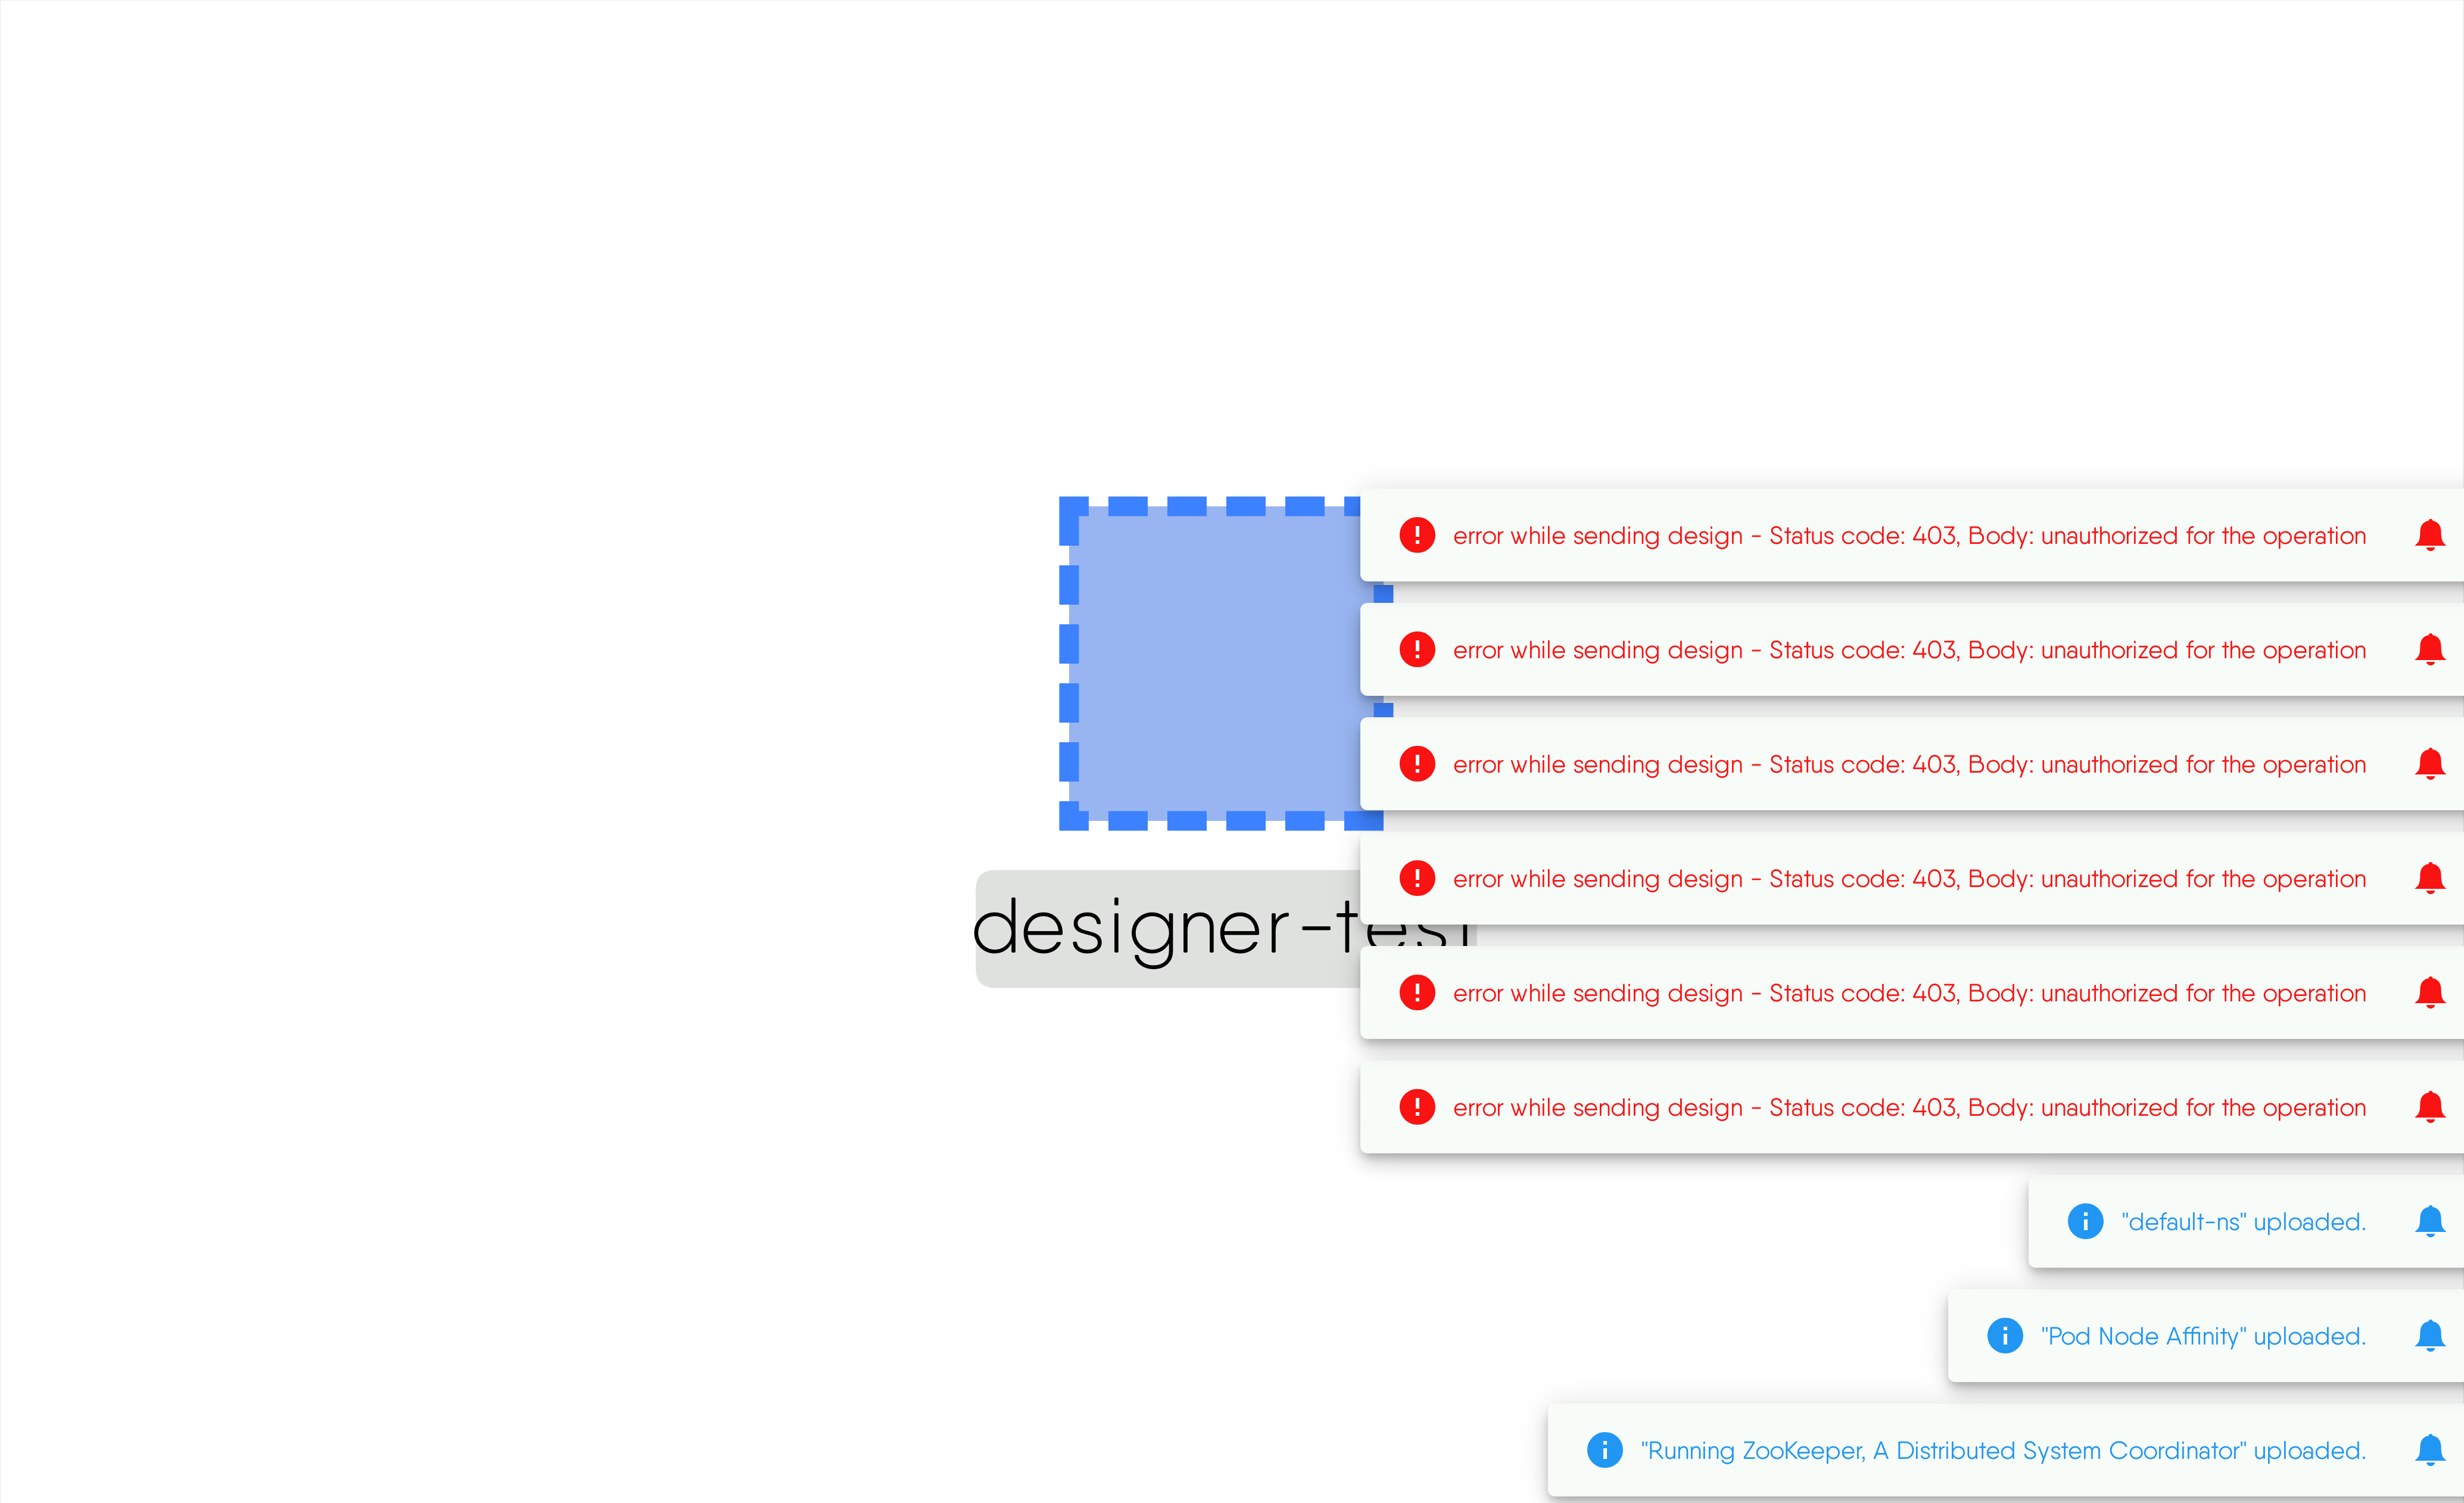 error while sending design - Status code: 403, Body: unauthorized for the operation
error while sending design - Status code: 403, Body: unauthorized for the operation
error while sending design - Status code: 403, Body: unauthorized for the operation
error while sending design - Status code: 403, Body: unauthorized for the operation
designer-test
error while sending design - Status code: 403, Body: unauthorized for the operation
error while sending design - Status code: 403, Body: unauthorized for the operation
"default-ns" uploaded.
"Pod Node Affinity" uploaded.
"Running ZooKeeper, A Distributed System Coordinator" uploaded.